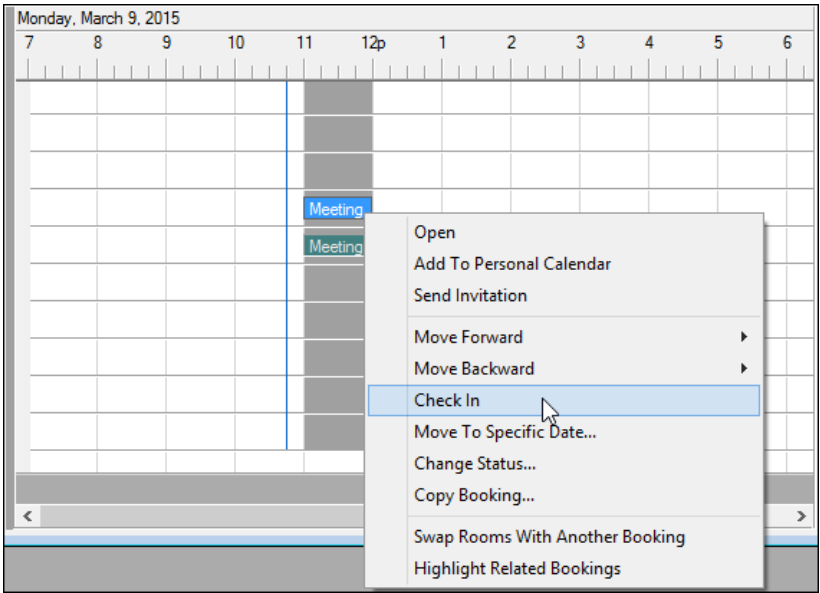 Monday, March 9, 2015
7 8 9 10 11 12p 1 2 3 4 5 6
Meeting
Meeting
Open
Add To Personal Calendar
Send Invitation
Move Forward
Move Backward
Check In
Move To Specific Date...
Change Status...
Copy Booking...
Swap Rooms With Another Booking
Highlight Related Bookings